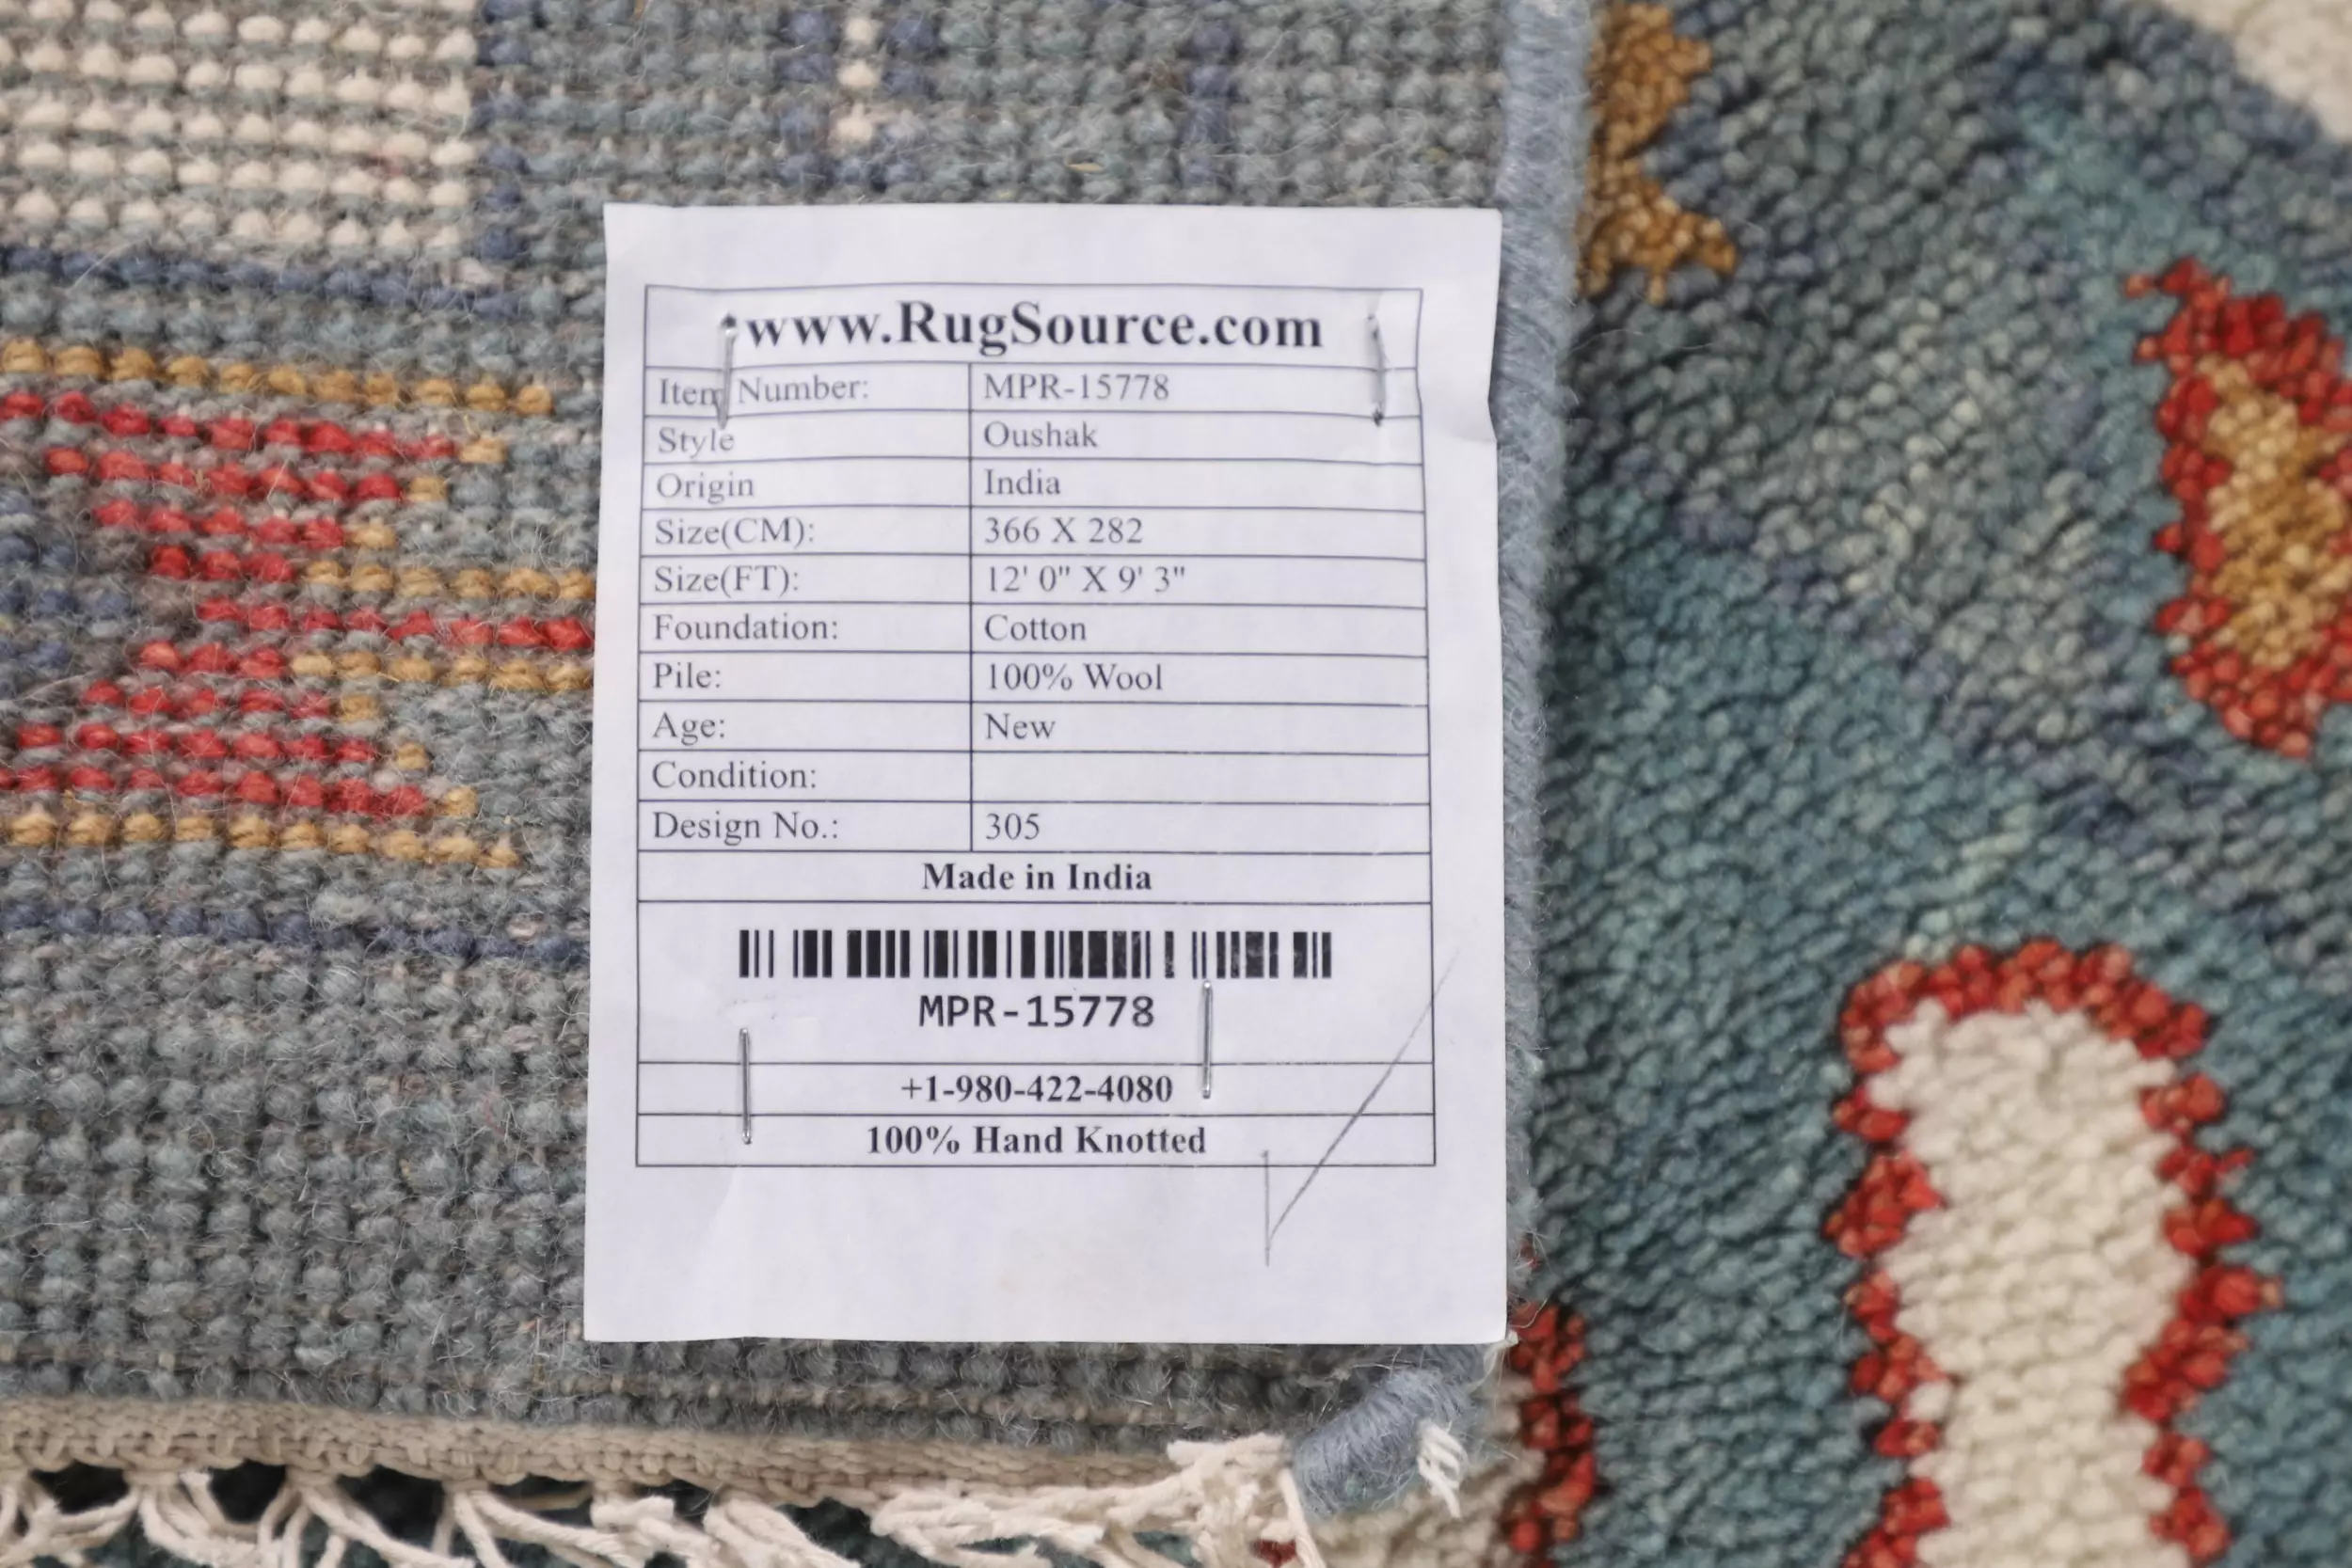 www.RugSource.com
Item Number: MPR-15778
Style Oushak
Origin India
Size(CM): 366 X 282
Size(FT): 12' 0" X 9' 3"
Foundation: Cotton
Pile: 100% Wool
Age: New
Condition:
Design No.: 305
Made in India
MPR-15778
+1-980-422-4080
100% Hand Knotted